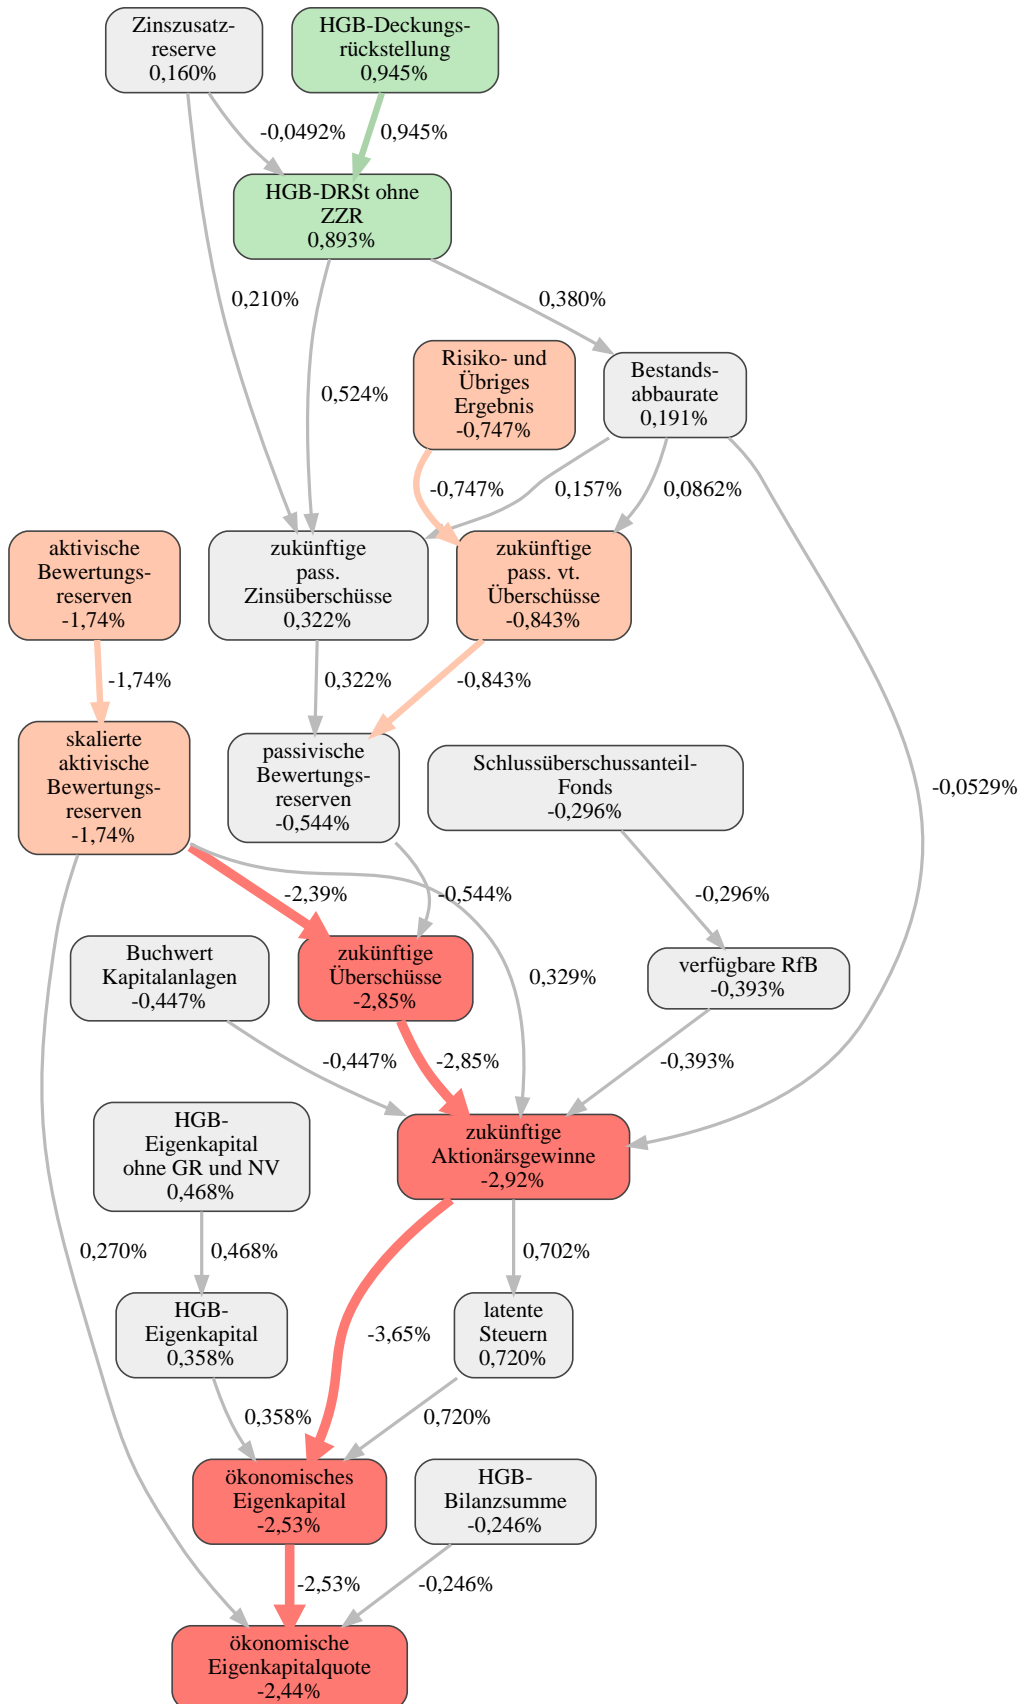 Zinszusatz-
reserve
0,160%
HGB-Deckungs-
rückstellung
0,945%
-0,0492%
0,945%
HGB-DRSt ohne
ZZR
0,893%
0,210%
0,380%
Risiko- und
Übriges
Ergebnis
-0,747%
Bestands-
abbaurate
0,191%
0,524%
-0,747%
0,157%
0,0862%
aktivische
Bewertungs-
reserven
-1,74%
zukünftige
pass.
Zinsüberschüsse
0,322%
zukünftige
pass. vt.
Überschüsse
-0,843%
-1,74%
0,322%
-0,843%
skalierte
aktivische
Bewertungs-
reserven
-1,74%
passivische
Bewertungs-
reserven
-0,544%
Schlussüberschussanteil-
Fonds
-0,296%
-0,0529%
-2,39%
-0,544%
-0,296%
Buchwert
Kapitalanlagen
-0,447%
zukünftige
Überschüsse
-2,85%
0,329%
verfügbare RfB
-0,393%
-0,447%
-2,85%
-0,393%
HGB-
Eigenkapital
ohne GR und NV
0,468%
zukünftige
Aktionärsgewinne
-2,92%
0,270%
0,468%
0,702%
HGB-
Eigenkapital
0,358%
-3,65%
latente
Steuern
0,720%
0,358%
0,720%
ökonomisches
Eigenkapital
-2,53%
HGB-
Bilanzsumme
-0,246%
-2,53%
-0,246%
ökonomische
Eigenkapitalquote
-2,44%